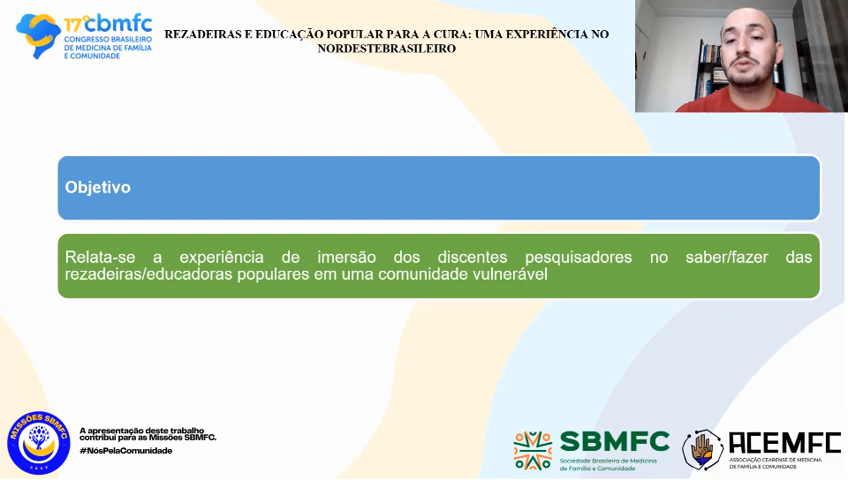 17º cbmfc
CONGRESSO BRASILEIRO
DE MEDICINA DE FAMÍLIA
E COMUNIDADE
REZADEIRAS E EDUCAÇÃO POPULAR PARA A CURA: UMA EXPERIÊNCIA NO
NORDESTEBRASILEIRO
Objetivo
Relata-se a experiência de imersão dos discentes pesquisadores no saber/fazer das
rezadeiras/educadoras populares em uma comunidade vulnerável
MISSÕES SBMFC
A apresentação deste trabalho
contribui para as Missões SBMFC.
#NósPelaComunidade
SBMFC
Sociedade Brasileira de Medicina
de Família e Comunidade
ACEMFC
ASSOCIAÇÃO CEARENSE DE MEDICINA
DE FAMÍLIA E COMUNIDADE